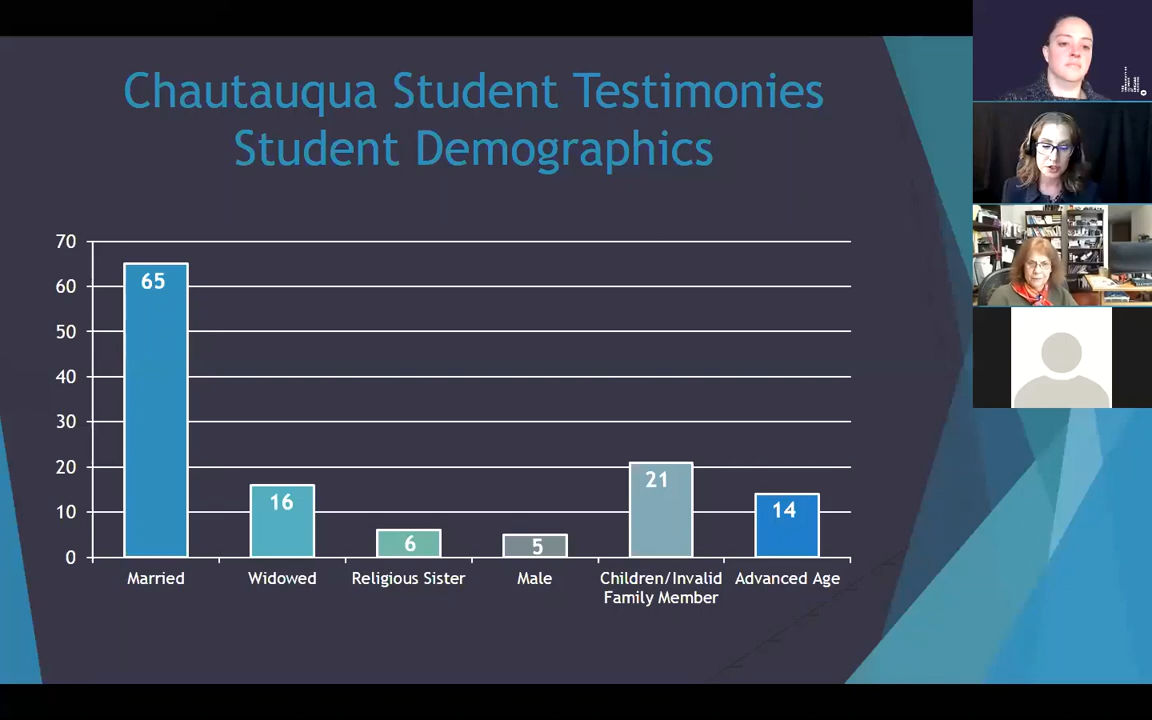 Chautauqua Student Testimonies
Student Demographics
70
60
50
40
30
20
10
0
65
16
6
5
21
14
Married
Widowed
Religious Sister
Male
Children/Invalid
Family Member
Advanced Age